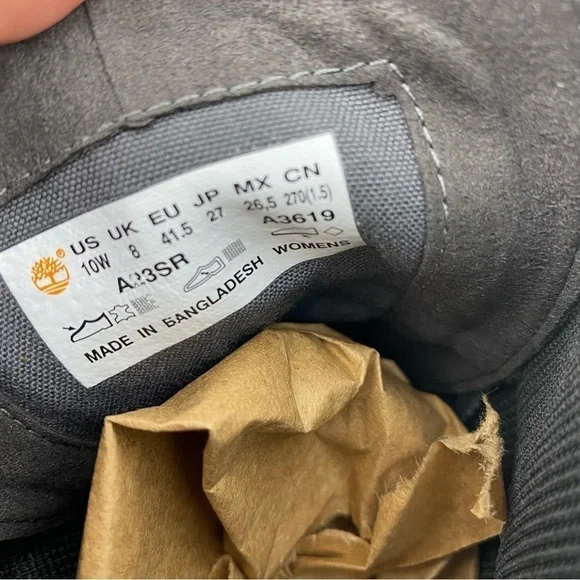 US UK EU JP MX CN
10W 8 41.5 27 26,5 270(1.5)
A23SR A3619
WOMENS
MADE IN BANGLADESH